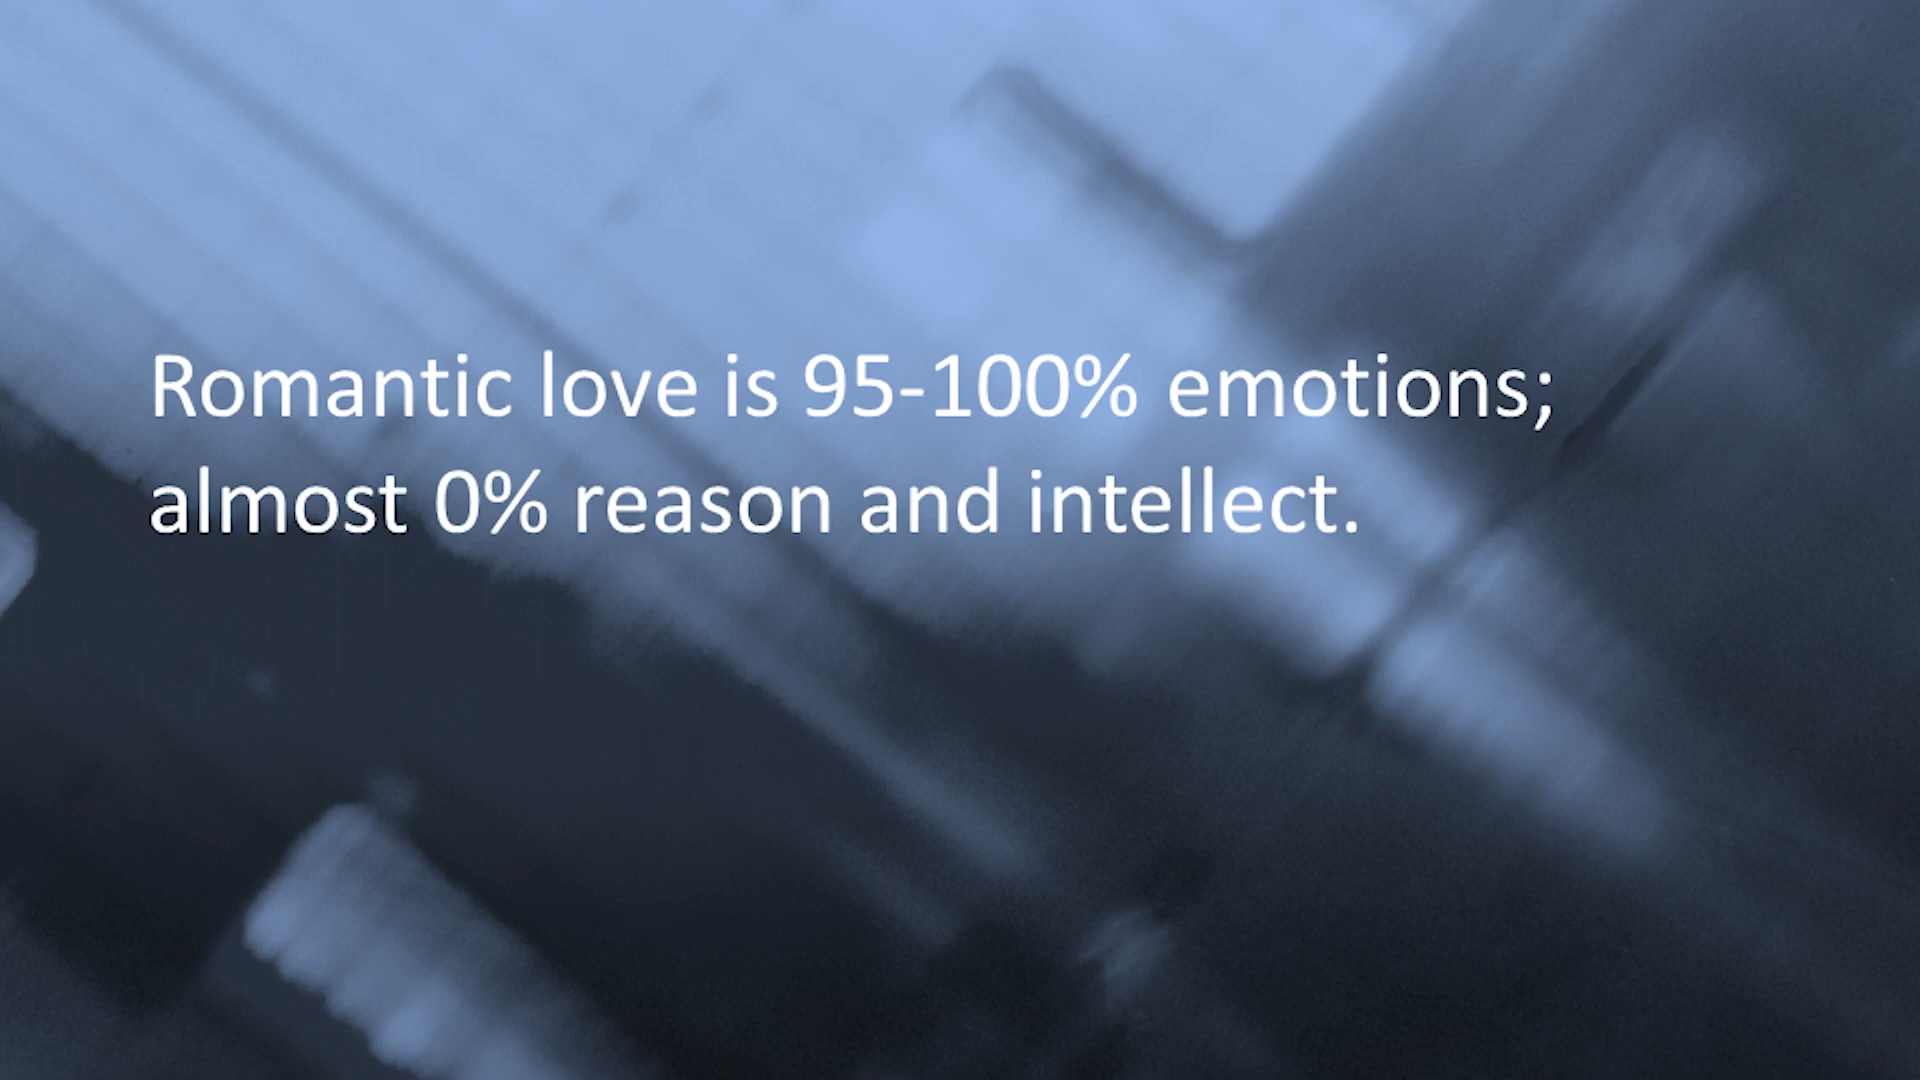 Romantic love is 95-100% emotions;
almost 0% reason and intellect.